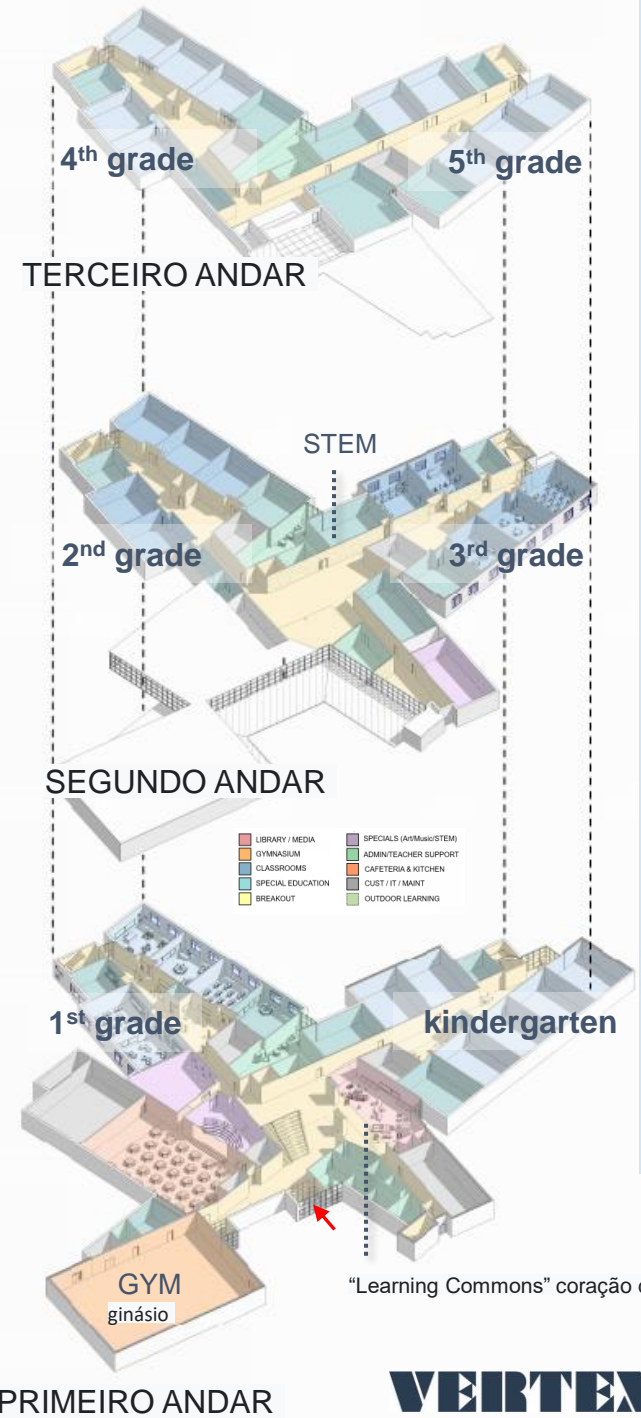 4th grade
5th grade
TERCEIRO ANDAR
STEM
2nd grade
3rd grade
SEGUNDO ANDAR
LIBRARY / MEDIA
GYMNASIUM
CLASSROOMS
SPECIAL EDUCATION
BREAKOUT
SPECIALS (Art/Music/STEM)
ADMIN/TEACHER SUPPORT
CAFETERIA & KITCHEN
CUST / IT / MAINT
OUTDOOR LEARNING
1st grade
kindergarten
GYM
ginásio
“Learning Commons” coração
PRIMEIRO ANDAR
VERTEX